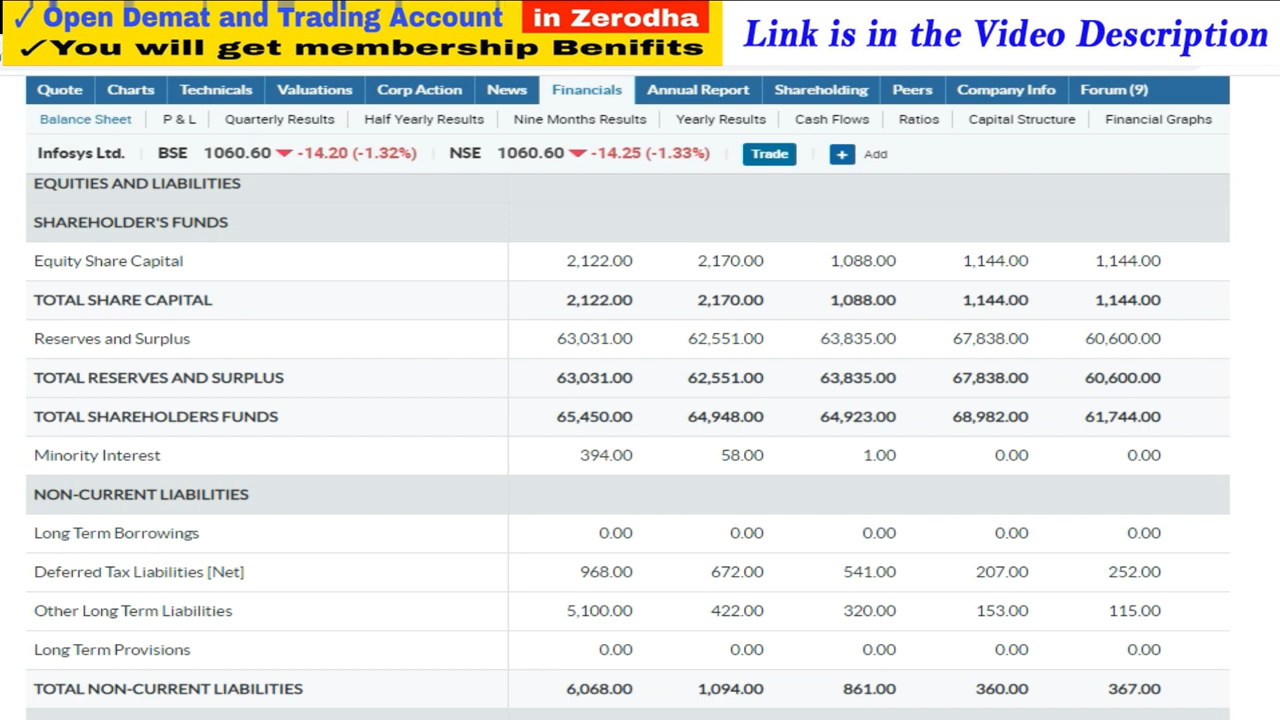 ✓ Open Demat and Trading Account in Zerodha
✓You will get membership Benifits
Link is in the Video Description
Quote Charts Technicals Valuations Corp Action News Financials Annual Report Shareholding Peers Company Info Forum (9)
Balance Sheet P & L Quarterly Results Half Yearly Results Nine Months Results Yearly Results Cash Flows Ratios Capital Structure Financial Graphs
Infosys Ltd. BSE 1060.60 -14.20 (-1.32%) NSE 1060.60 -14.25 (-1.33%) Trade + Add
EQUITIES AND LIABILITIES
SHAREHOLDER'S FUNDS
Equity Share Capital 2,122.00 2,170.00 1,088.00 1,144.00 1,144.00
TOTAL SHARE CAPITAL 2,122.00 2,170.00 1,088.00 1,144.00 1,144.00
Reserves and Surplus 63,031.00 62,551.00 63,835.00 67,838.00 60,600.00
TOTAL RESERVES AND SURPLUS 63,031.00 62,551.00 63,835.00 67,838.00 60,600.00
TOTAL SHAREHOLDERS FUNDS 65,450.00 64,948.00 64,923.00 68,982.00 61,744.00
Minority Interest 394.00 58.00 1.00 0.00 0.00
NON-CURRENT LIABILITIES
Long Term Borrowings 0.00 0.00 0.00 0.00 0.00
Deferred Tax Liabilities [Net] 968.00 672.00 541.00 207.00 252.00
Other Long Term Liabilities 5,100.00 422.00 320.00 153.00 115.00
Long Term Provisions 0.00 0.00 0.00 0.00 0.00
TOTAL NON-CURRENT LIABILITIES 6,068.00 1,094.00 861.00 360.00 367.00